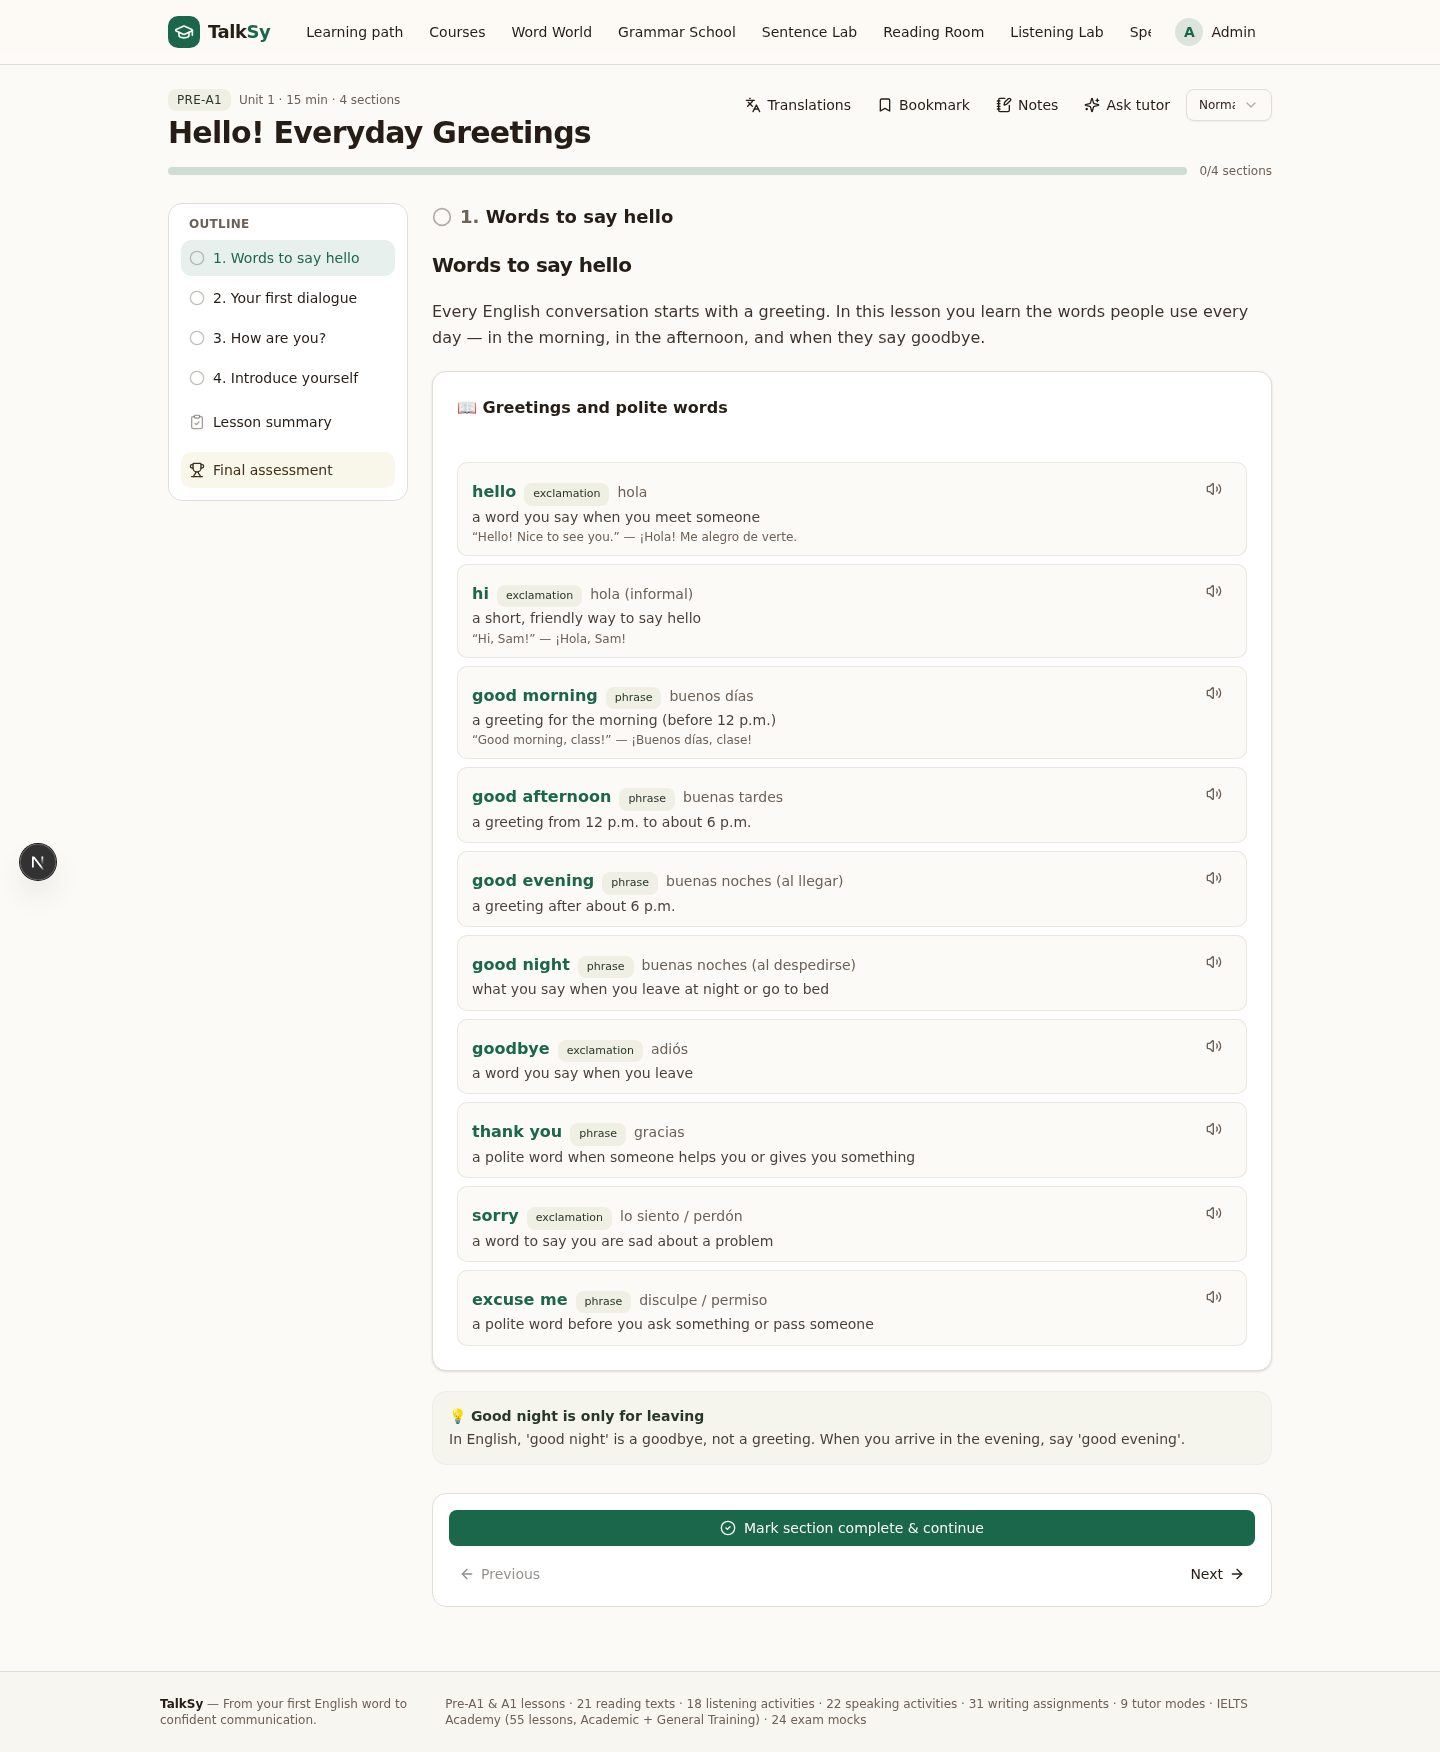 TalkSy
Learning path
Courses
Word World
Grammar School
Sentence Lab
Reading Room
Listening Lab
Spe
A
Admin
PRE-A1
Unit 1 · 15 min · 4 sections
Hello! Everyday Greetings
Translations
Bookmark
Notes
Ask tutor
Norma
0/4 sections
OUTLINE
1. Words to say hello
2. Your first dialogue
3. How are you?
4. Introduce yourself
Lesson summary
Final assessment
1. Words to say hello
Words to say hello
Every English conversation starts with a greeting. In this lesson you learn the words people use every
day — in the morning, in the afternoon, and when they say goodbye.
📖 Greetings and polite words
hello exclamation hola
a word you say when you meet someone
“Hello! Nice to see you.” — ¡Hola! Me alegro de verte.
hi exclamation hola (informal)
a short, friendly way to say hello
“Hi, Sam!” — ¡Hola, Sam!
good morning phrase buenos días
a greeting for the morning (before 12 p.m.)
“Good morning, class!” — ¡Buenos días, clase!
good afternoon phrase buenas tardes
a greeting from 12 p.m. to about 6 p.m.
good evening phrase buenas noches (al llegar)
a greeting after about 6 p.m.
good night phrase buenas noches (al despedirse)
what you say when you leave at night or go to bed
goodbye exclamation adiós
a word you say when you leave
thank you phrase gracias
a polite word when someone helps you or gives you something
sorry exclamation lo siento / perdón
a word to say you are sad about a problem
excuse me phrase disculpe / permiso
a polite word before you ask something or pass someone
💡 Good night is only for leaving
In English, 'good night' is a goodbye, not a greeting. When you arrive in the evening, say 'good evening'.
Mark section complete & continue
Previous
Next
N
TalkSy — From your first English word to
confident communication.
Pre-A1 & A1 lessons · 21 reading texts · 18 listening activities · 22 speaking activities · 31 writing assignments · 9 tutor modes · IELTS
Academy (55 lessons, Academic + General Training) · 24 exam mocks